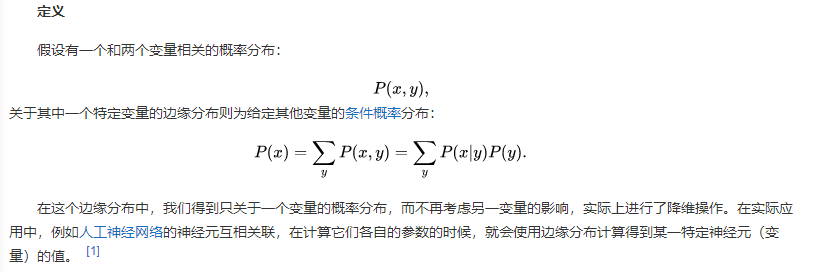 定义
假设有一个和两个变量相关的概率分布：
P(x, y),
关于其中一个特定变量的边缘分布则为给定其他变量的条件概率分布：
P(x) = ∑_y P(x, y) = ∑_y P(x|y)P(y).
在这个边缘分布中，我们得到只关于一个变量的概率分布，而不再考虑另一变量的影响，实际上进行了降维操作。在实际应
用中，例如人工神经网络的神经元互相关联，在计算它们各自的参数的时候，就会使用边缘分布计算得到某一特定神经元（变
量）的值。 [1]